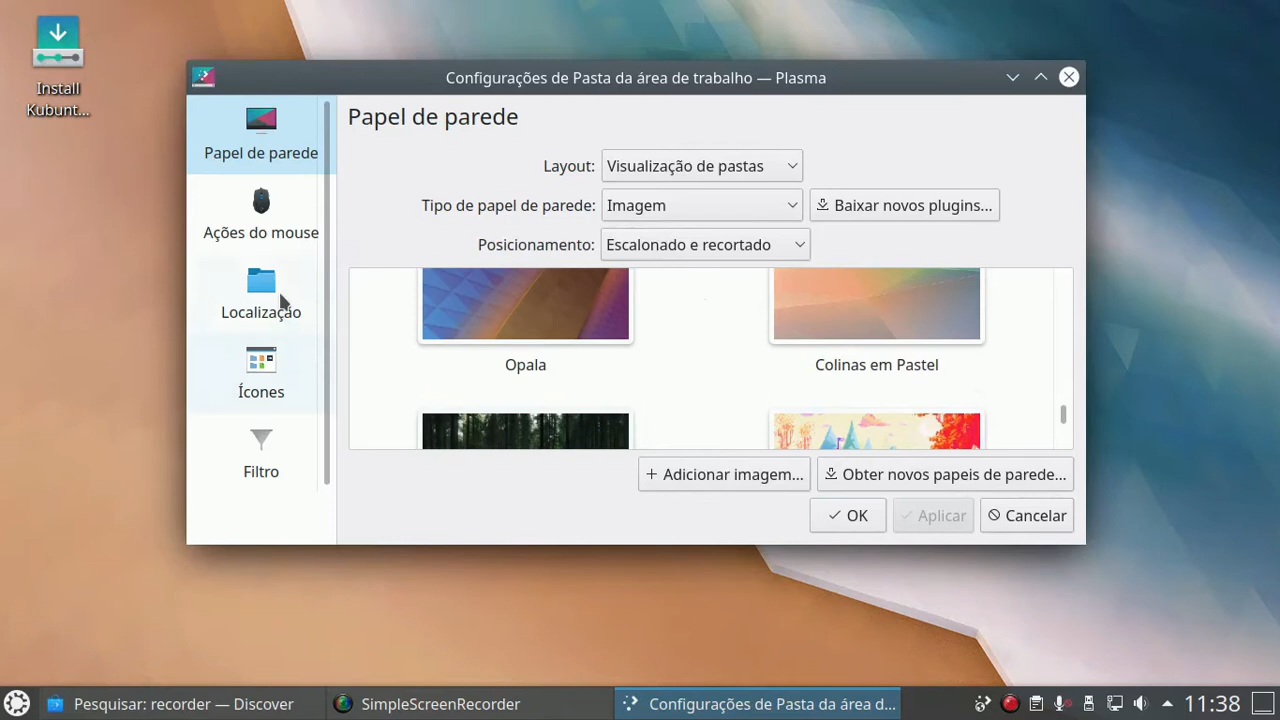 Install
Kubunt...
Configurações de Pasta da área de trabalho — Plasma
Papel de parede
Ações do mouse
Localização
Ícones
Filtro
Papel de parede
Layout: Visualização de pastas
Tipo de papel de parede: Imagem Baixar novos plugins...
Posicionamento: Escalonado e recortado
Opala Colinas em Pastel
+ Adicionar imagem... Obter novos papeis de parede...
OK Aplicar Cancelar
Pesquisar: recorder — Discover SimpleScreenRecorder Configurações de Pasta da área d... 11:38